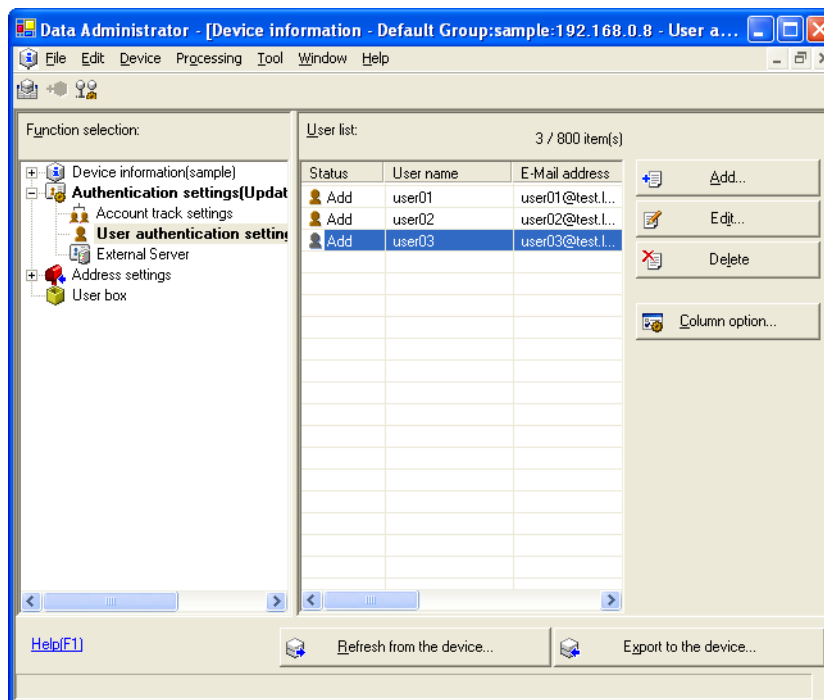 Data Administrator - [Device information - Default Group:sample:192.168.0.8 - User a...
File Edit Device Processing Tool Window Help
Function selection:
Device information(sample)
Authentication settings(Updat
Account track settings
User authentication setting
External Server
Address settings
User box
User list:
3 / 800 item(s)
Status User name E-Mail address
Add user01 user01@test.l...
Add user02 user02@test.l...
Add user03 user03@test.l...
Add...
Edit...
Delete
Column option...
Help(F1)
Refresh from the device...
Export to the device...